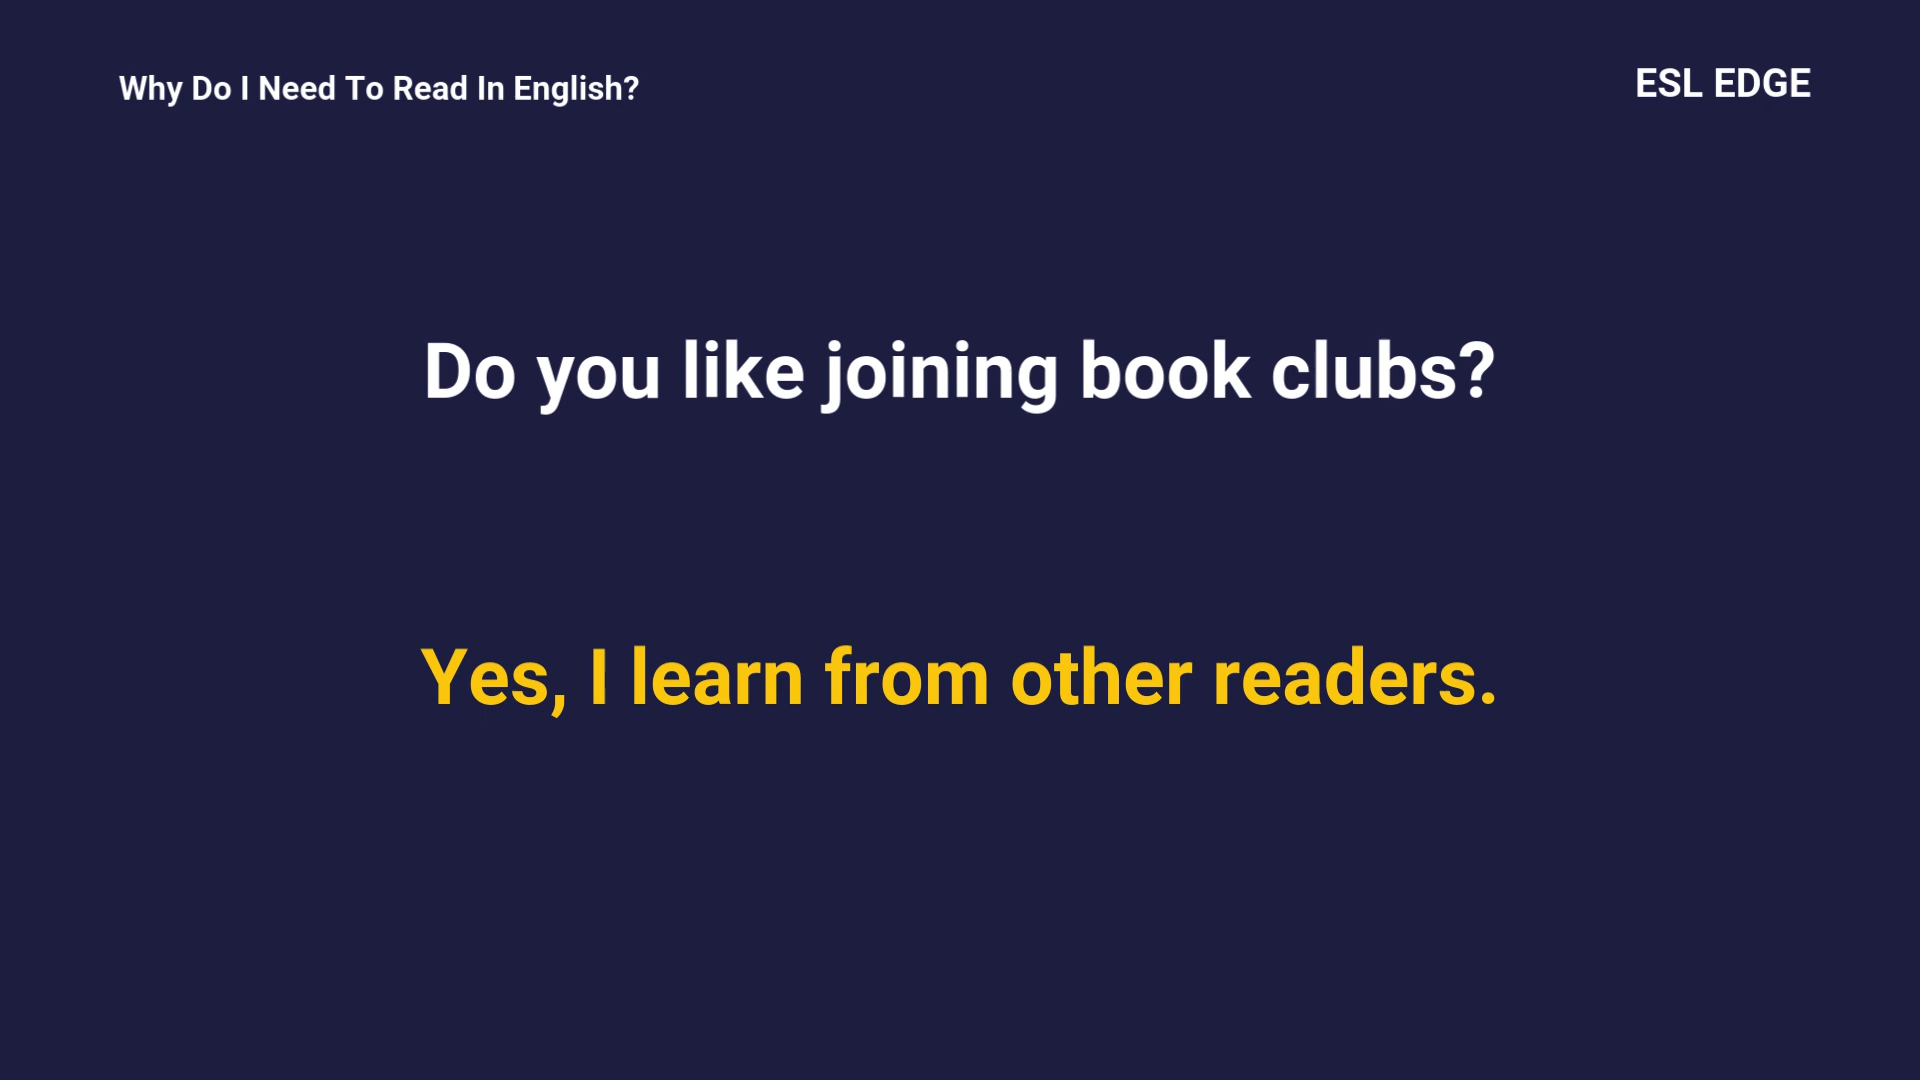 Why Do I Need To Read In English?
ESL EDGE
Do you like joining book clubs?
Yes, I learn from other readers.